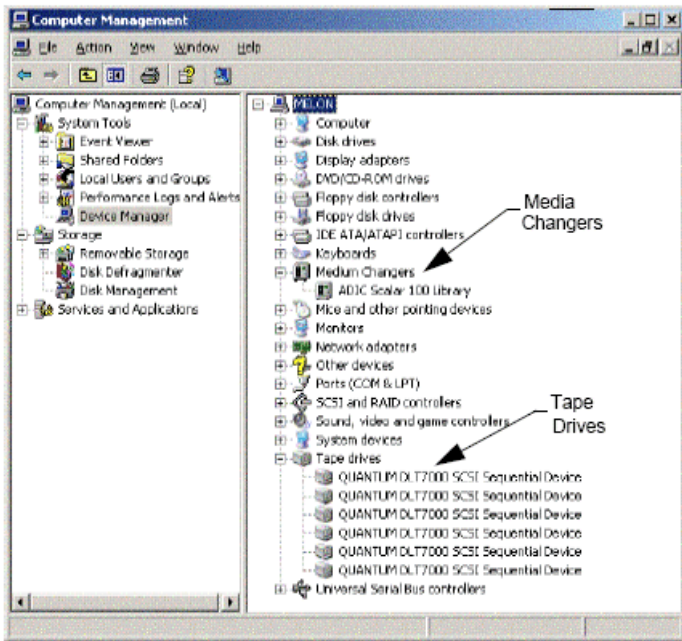 Computer Management
File Action View Window Help
Computer Management (Local)
System Tools
Event Viewer
Shared Folders
Local Users and Groups
Performance Logs and Alerts
Device Manager
Storage
Removable Storage
Disk Defragmenter
Disk Management
Services and Applications
MELON
Computer
Disk drives
Display adapters
DVD/CD-ROM drives
Floppy disk controllers
Floppy disk drives
IDE ATA/ATAPI controllers
Keyboards
Medium Changers
ADIC Scalar 100 Library
Mice and other pointing devices
Monitors
Network adapters
Other devices
Ports (COM & LPT)
SCSI and RAID controllers
Sound, video and game controllers
System devices
Tape drives
QUANTUM DLT7000 SCSI Sequential Device
QUANTUM DLT7000 SCSI Sequential Device
QUANTUM DLT7000 SCSI Sequential Device
QUANTUM DLT7000 SCSI Sequential Device
QUANTUM DLT7000 SCSI Sequential Device
QUANTUM DLT7000 SCSI Sequential Device
Universal Serial Bus controllers
Media
Changers
Tape
Drives